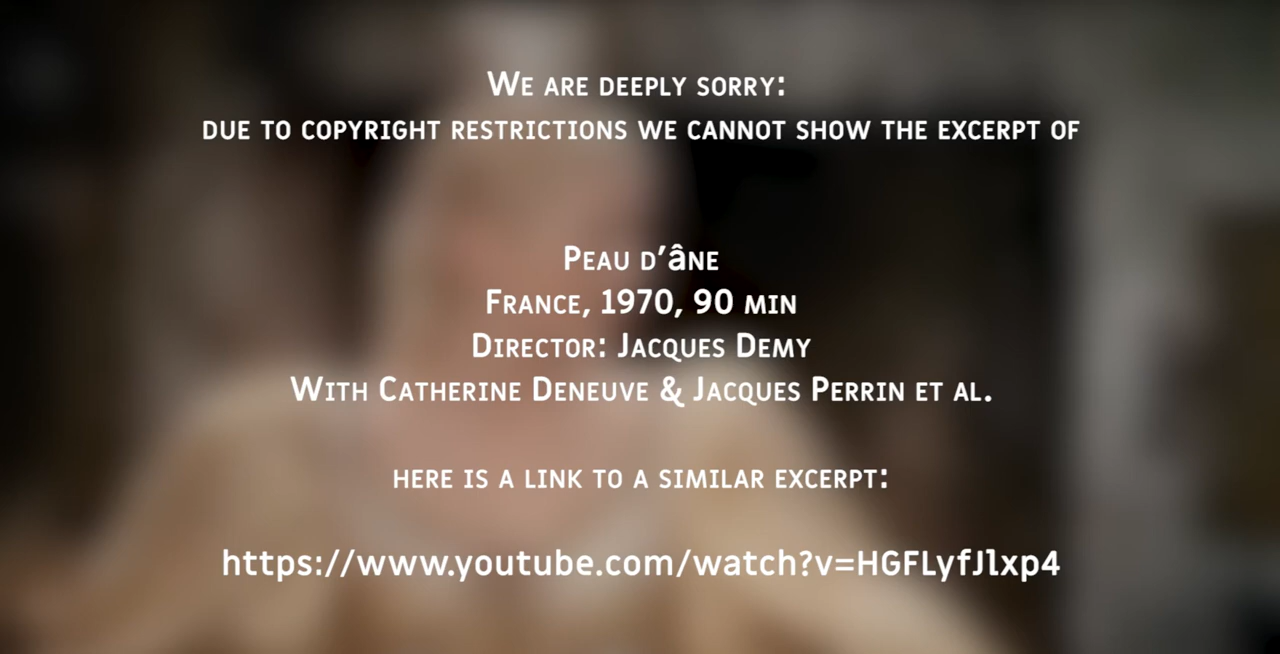 We are deeply sorry:
due to copyright restrictions we cannot show the excerpt of
Peau d’âne
France, 1970, 90 min
Director: Jacques Demy
With Catherine Deneuve & Jacques Perrin et al.
here is a link to a similar excerpt:
https://www.youtube.com/watch?v=HGFLyfJlxp4